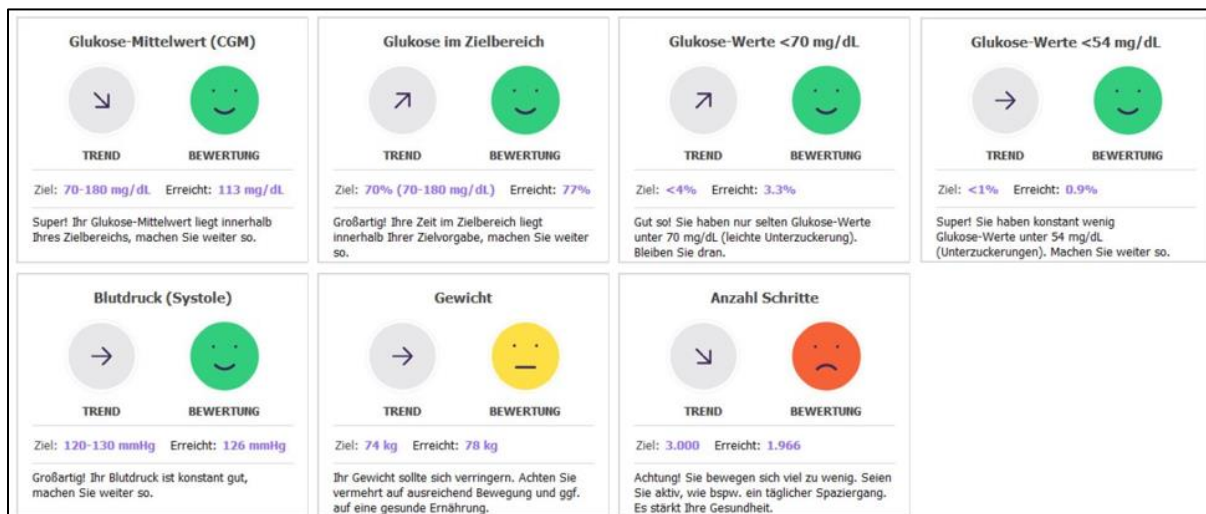 Glukose-Mittelwert (CGM)
TREND BEWERTUNG
Ziel: 70-180 mg/dL Erreicht: 113 mg/dL
Super! Ihr Glukose-Mittelwert liegt innerhalb
Ihres Zielbereichs, machen Sie weiter so.
Glukose im Zielbereich
TREND BEWERTUNG
Ziel: 70% (70-180 mg/dL) Erreicht: 77%
Großartig! Ihre Zeit im Zielbereich liegt
innerhalb Ihrer Zielvorgabe, machen Sie weiter
so.
Glukose-Werte <70 mg/dL
TREND BEWERTUNG
Ziel: <4% Erreicht: 3.3%
Gut so! Sie haben nur selten Glukose-Werte
unter 70 mg/dL (leichte Unterzuckerung).
Bleiben Sie dran.
Glukose-Werte <54 mg/dL
TREND BEWERTUNG
Ziel: <1% Erreicht: 0.9%
Super! Sie haben konstant wenig
Glukose-Werte unter 54 mg/dL
(Unterzuckerungen). Machen Sie weiter so.
Blutdruck (Systole)
TREND BEWERTUNG
Ziel: 120-130 mmHg Erreicht: 126 mmHg
Großartig! Ihr Blutdruck ist konstant gut,
machen Sie weiter so.
Gewicht
TREND BEWERTUNG
Ziel: 74 kg Erreicht: 78 kg
Ihr Gewicht sollte sich verringern. Achten Sie
vermehrt auf ausreichend Bewegung und ggf.
auf eine gesunde Ernährung.
Anzahl Schritte
TREND BEWERTUNG
Ziel: 3.000 Erreicht: 1.966
Achtung! Sie bewegen sich viel zu wenig. Seien
Sie aktiv, wie bspw. ein täglicher Spaziergang.
Es stärkt Ihre Gesundheit.